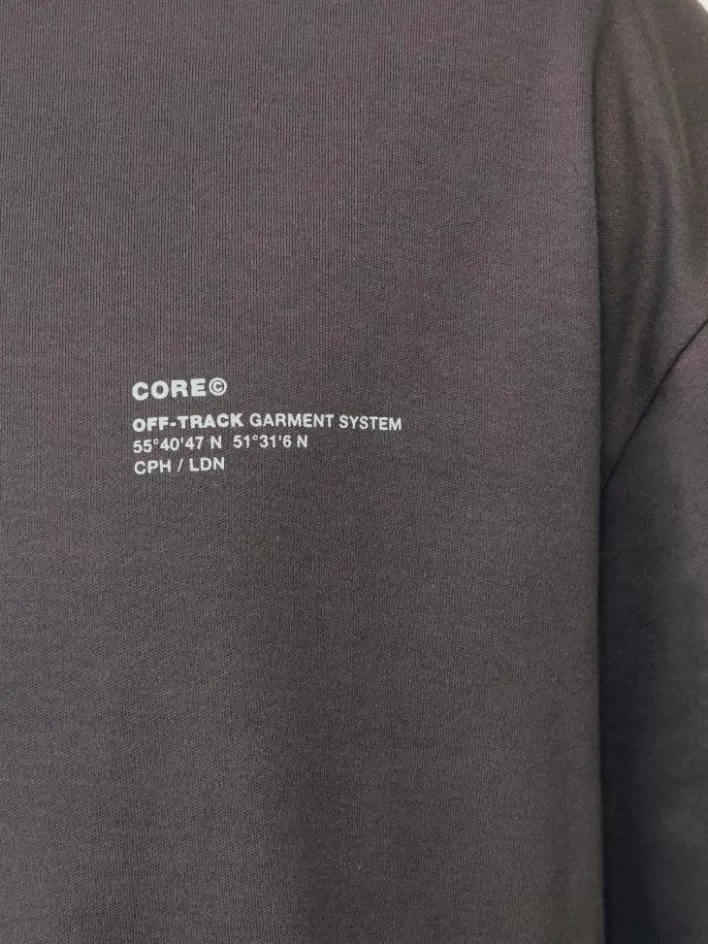 CORE©
OFF-TRACK GARMENT SYSTEM
55°40'47 N 51°31'6 N
CPH / LDN